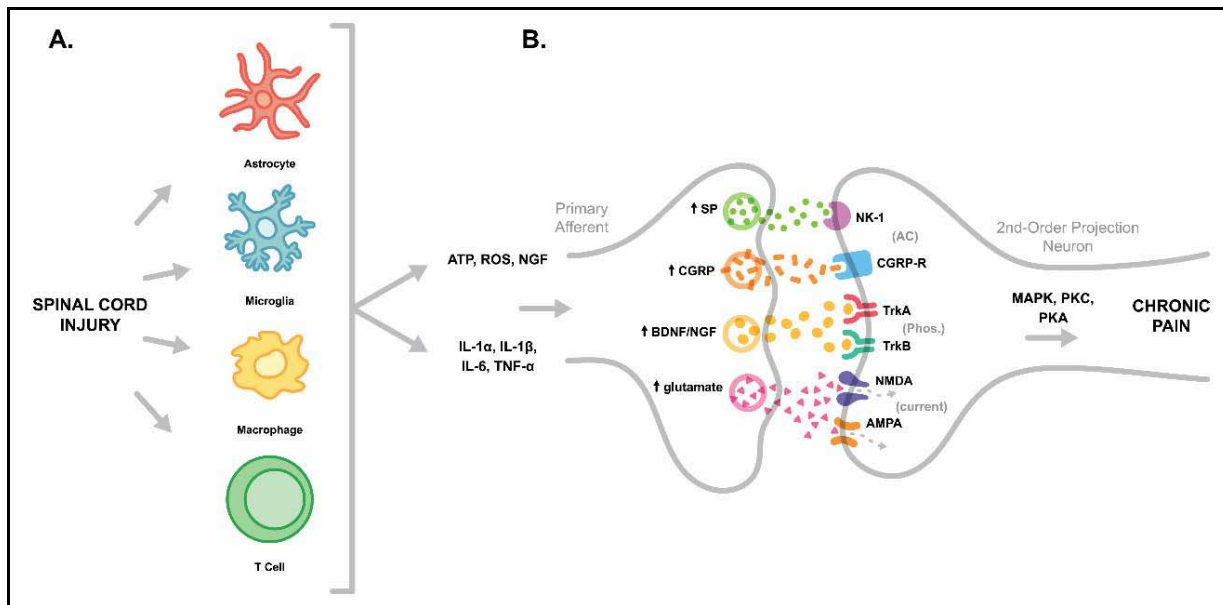 A.
Astrocyte
Microglia
SPINAL CORD
INJURY
Macrophage
T Cell
B.
Primary
Afferent
ATP, ROS, NGF
IL-1α, IL-1β,
IL-6, TNF-α
↑ SP
↑ CGRP
↑ BDNF/NGF
↑ glutamate
NK-1
(AC)
CGRP-R
TrkA
(Phos.)
TrkB
NMDA
(current)
AMPA
2nd-Order Projection
Neuron
MAPK, PKC,
PKA
CHRONIC
PAIN